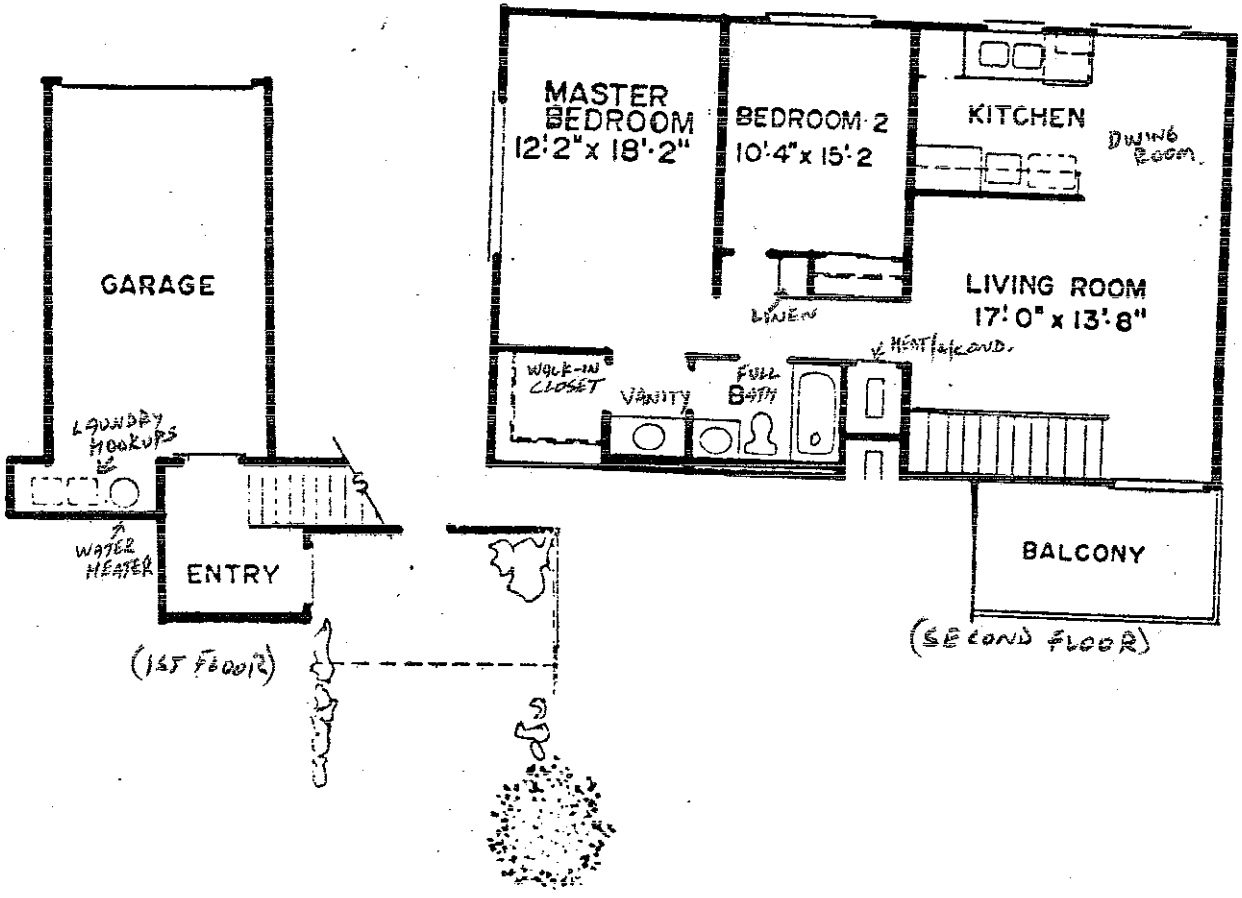 GARAGE
LAUNDRY
HOOKUPS
WATER
HEATER
ENTRY
(1ST FLOOR)
MASTER
BEDROOM
12'·2" x 18'·2"
BEDROOM·2
10'·4" x 15'·2
KITCHEN
DINING
ROOM.
LINEN
LIVING ROOM
17'·0" x 13'·8"
HEAT/A/COND.
WALK-IN
CLOSET
VANITY
FULL
BATH
BALCONY
(SECOND FLOOR)